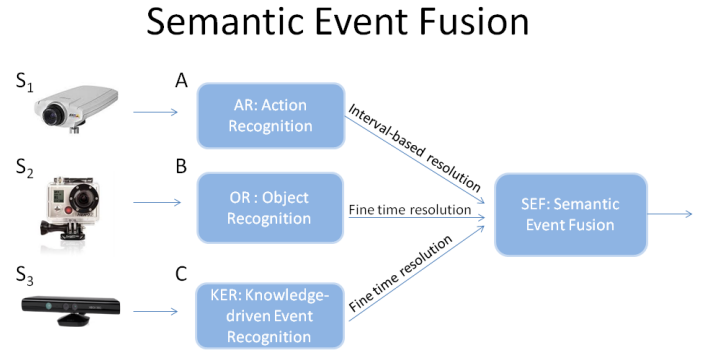 Semantic Event Fusion
S1
A
AR: Action
Recognition
Interval-based resolution
S2
B
OR : Object
Recognition
Fine time resolution
SEF: Semantic
Event Fusion
S3
C
KER: Knowledge-
driven Event
Recognition
Fine time resolution